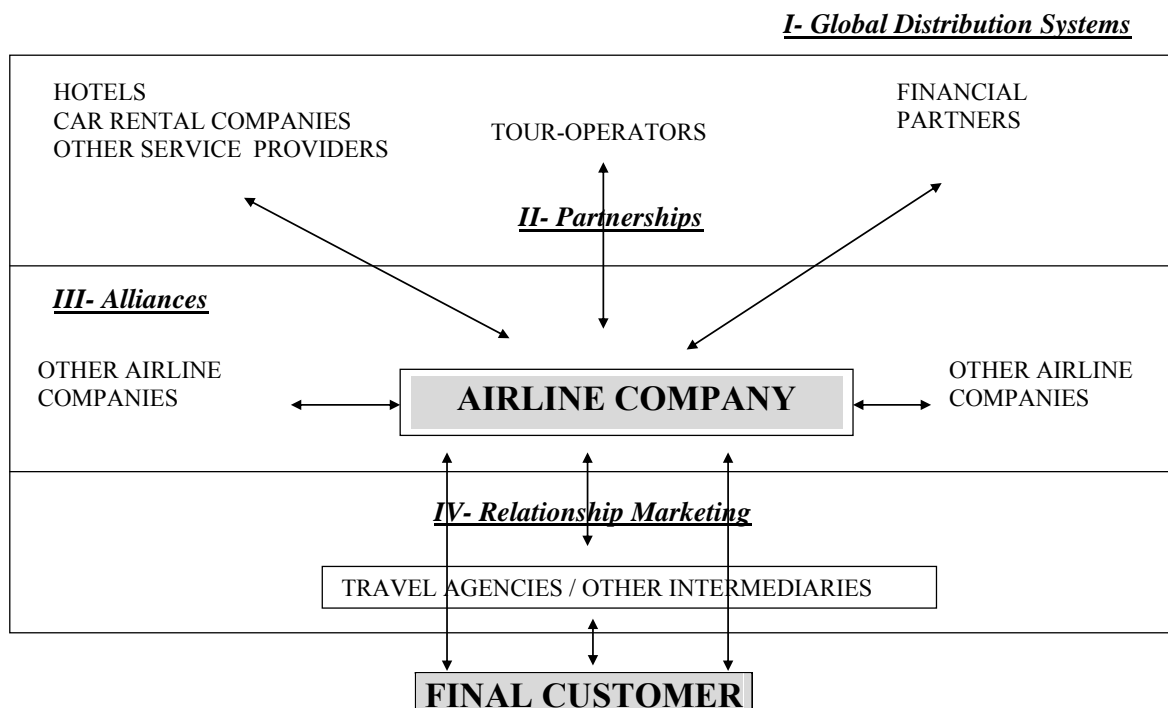 I- Global Distribution Systems
HOTELS
CAR RENTAL COMPANIES
OTHER SERVICE PROVIDERS
TOUR-OPERATORS
FINANCIAL
PARTNERS
II- Partnerships
III- Alliances
OTHER AIRLINE
COMPANIES
AIRLINE COMPANY
OTHER AIRLINE
COMPANIES
IV- Relationship Marketing
TRAVEL AGENCIES / OTHER INTERMEDIARIES
FINAL CUSTOMER